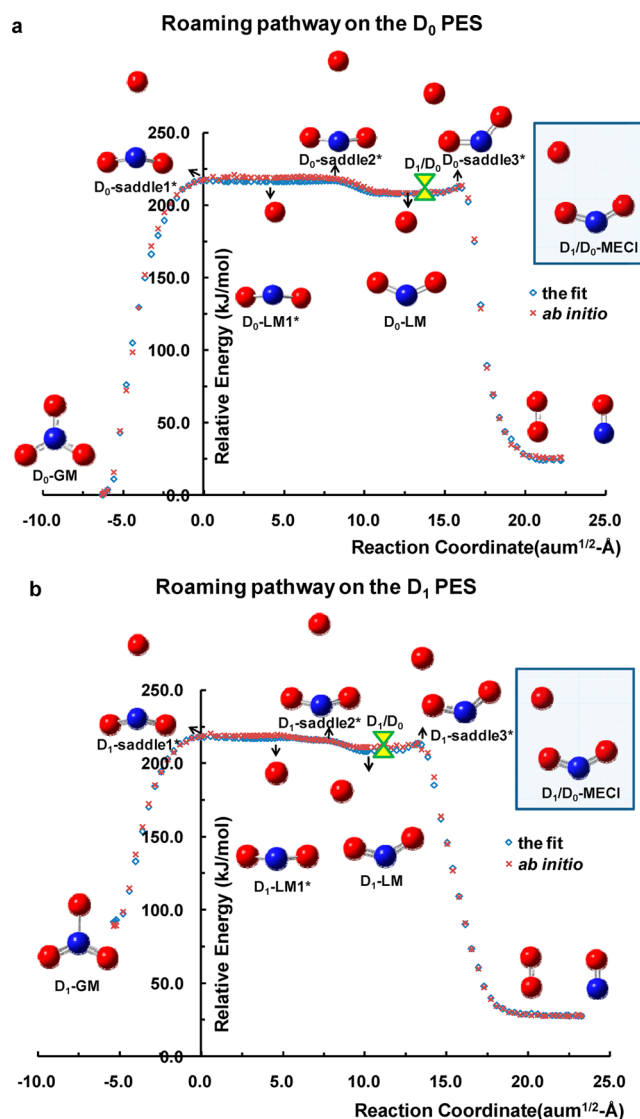 a
Roaming pathway on the D0 PES
250.0
200.0
150.0
100.0
50.0
0.0
Relative Energy (kJ/mol)
D0-saddle1*
D0-saddle2*
D1/D0
D0-saddle3*
D1/D0-MECI
D0-LM1*
D0-LM
the fit
ab initio
D0-GM
-10.0 -5.0 0.0 5.0 10.0 15.0 20.0 25.0
Reaction Coordinate(aum1/2-Å)
b
Roaming pathway on the D1 PES
250.0
200.0
150.0
100.0
50.0
0.0
Relative Energy (kJ/mol)
D1-saddle1*
D1-saddle2*
D1/D0
D1-saddle3*
D1/D0-MECI
D1-LM1*
D1-LM
the fit
ab initio
D1-GM
-10.0 -5.0 0.0 5.0 10.0 15.0 20.0 25.0
Reaction Coordinate(aum1/2-Å)